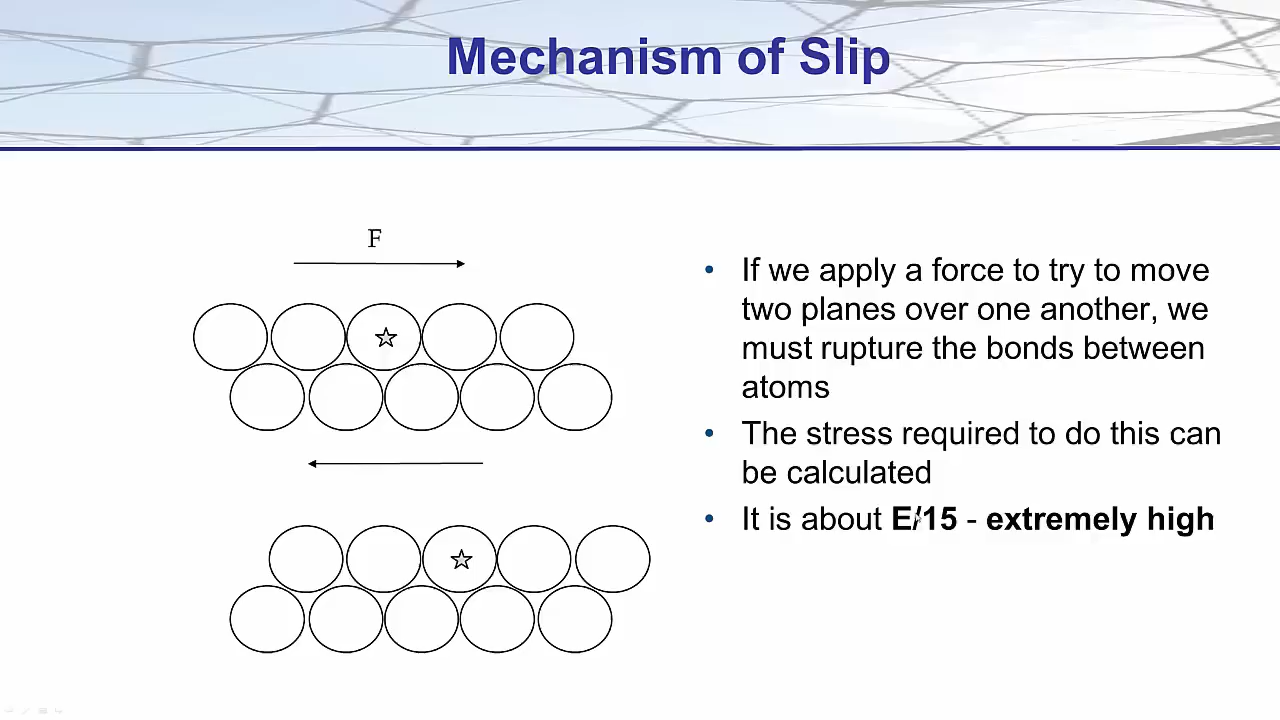 Mechanism of Slip
F
• If we apply a force to try to move
two planes over one another, we
must rupture the bonds between
atoms
• The stress required to do this can
be calculated
• It is about E/15 - extremely high